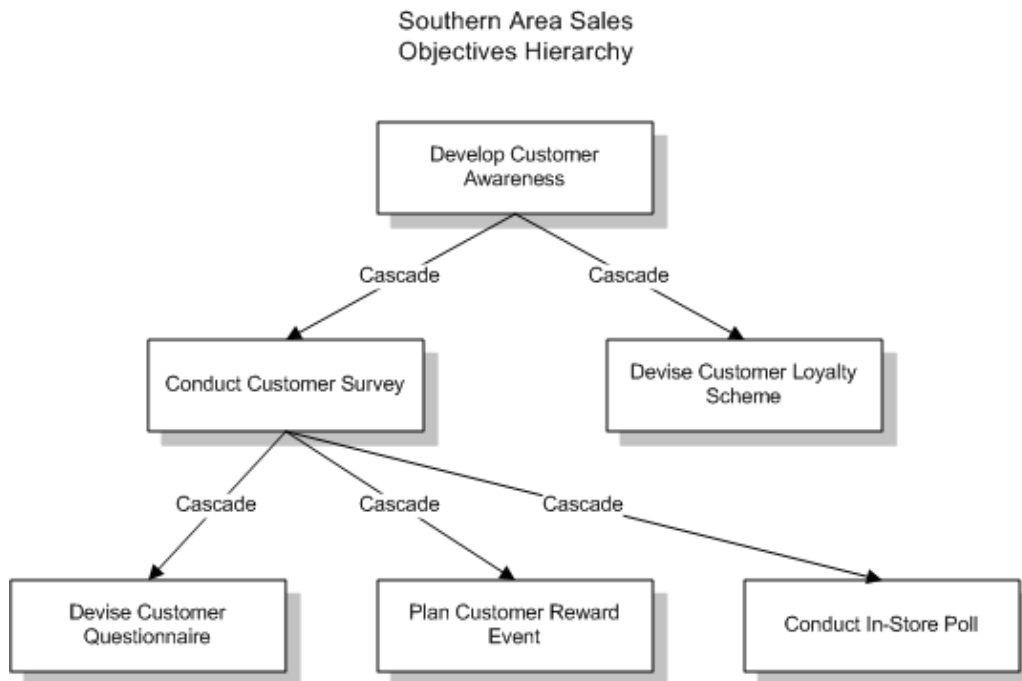 Southern Area Sales
Objectives Hierarchy
Develop Customer
Awareness
Cascade
Cascade
Conduct Customer Survey
Devise Customer Loyalty
Scheme
Cascade
Cascade
Cascade
Devise Customer
Questionnaire
Plan Customer Reward
Event
Conduct In-Store Poll